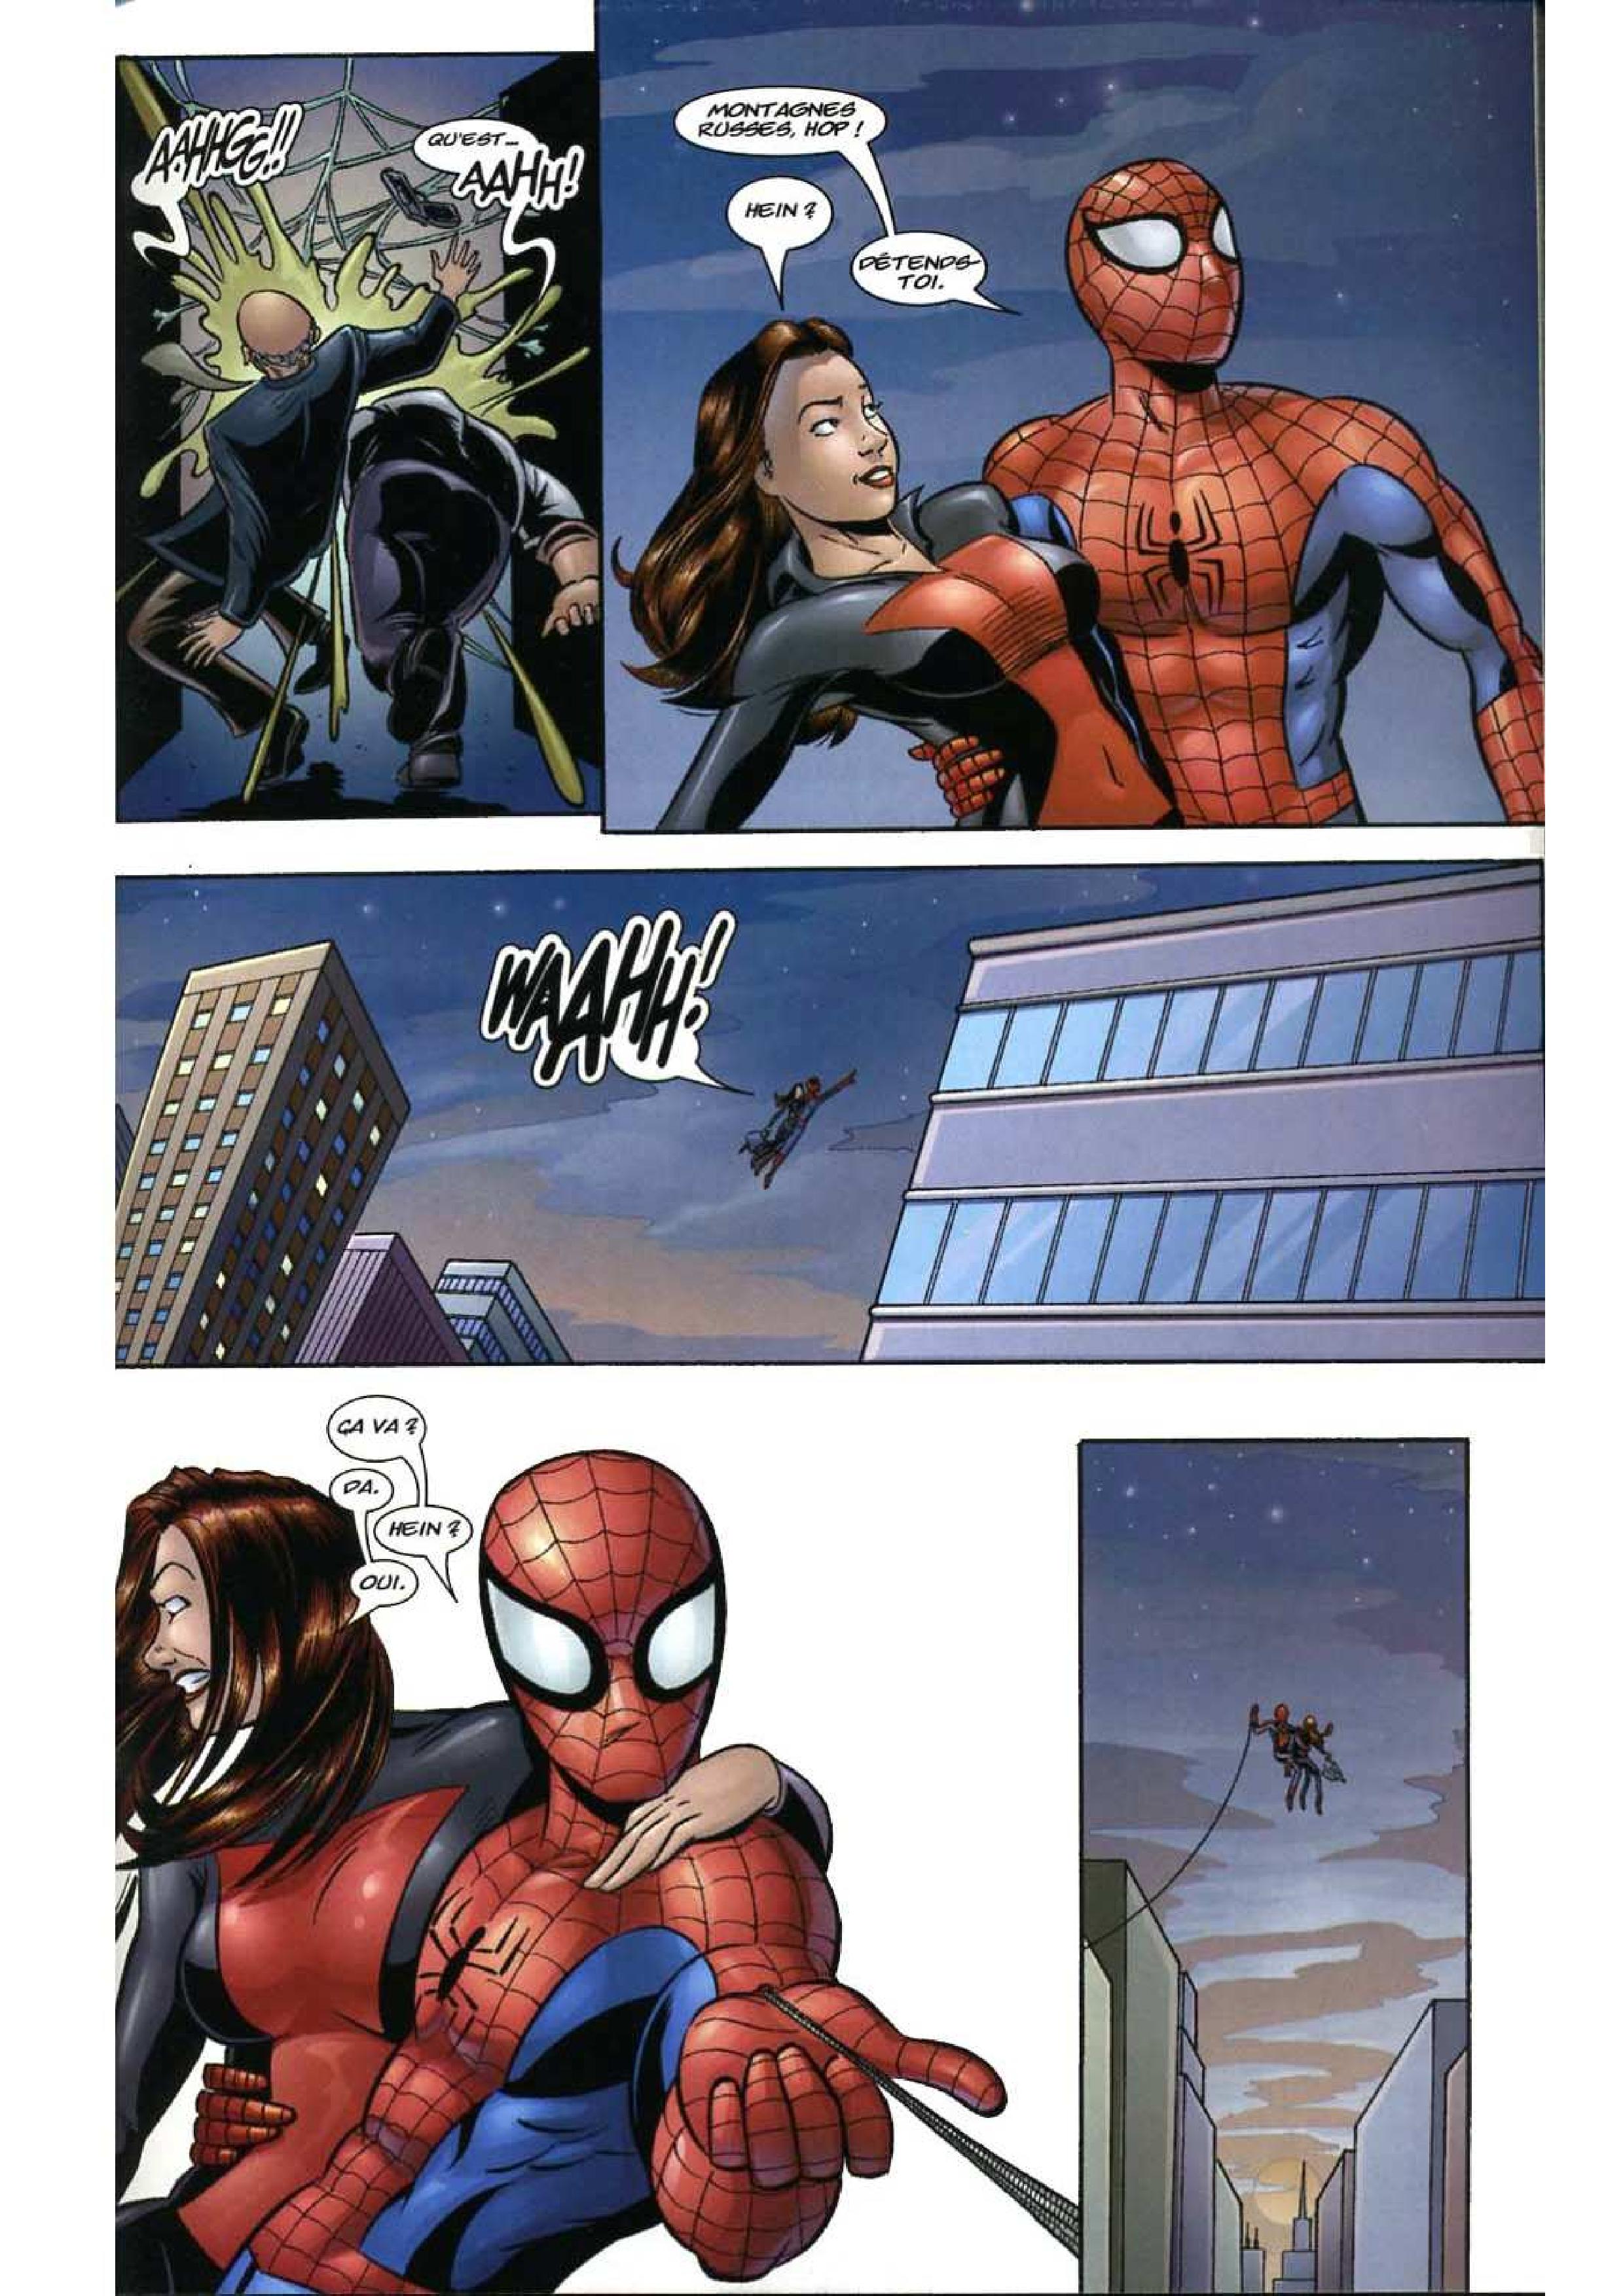 AAHHGG!!
QU'EST...
AAHH!
MONTAGNES
RUSSES, HOP !
HEIN ?
DÉTENDS-
TOI.
WAAHH!
ÇA VA ?
DA.
HEIN ?
OUI.